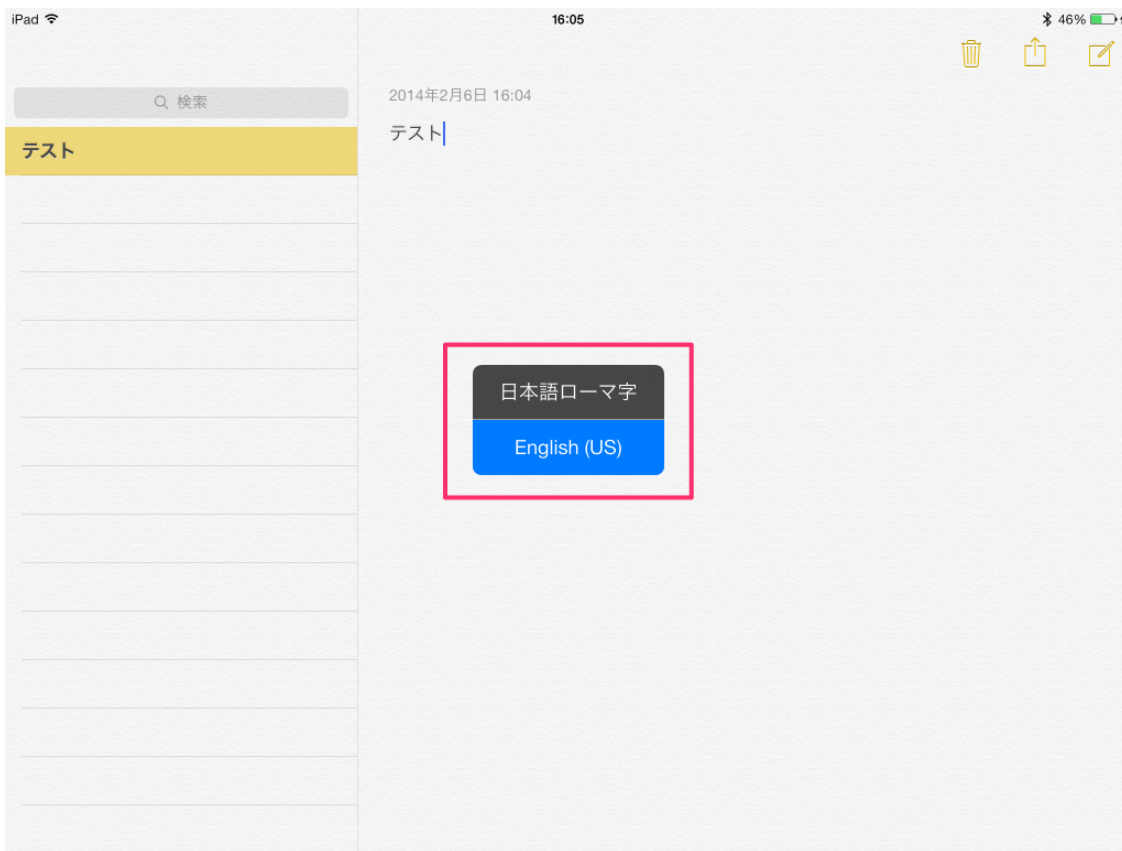 iPad 16:05 46%
検索
2014年2月6日 16:04
テスト
テスト
日本語ローマ字
English (US)